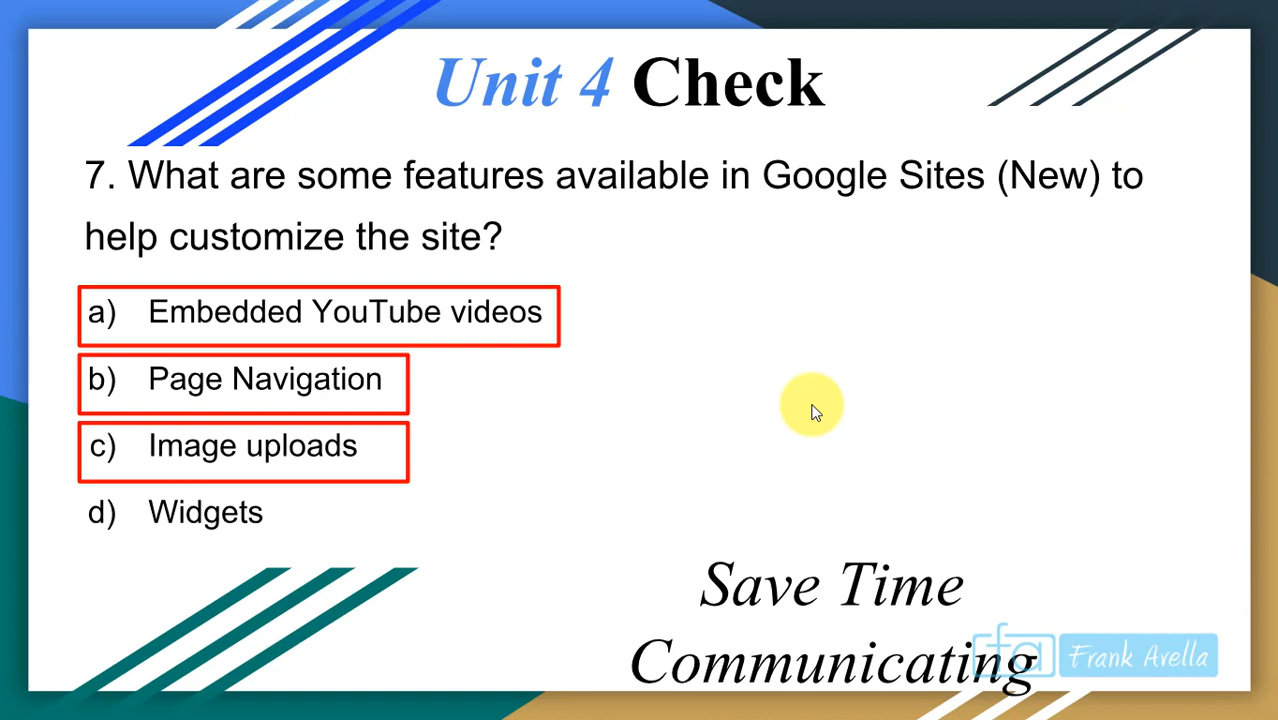 Unit 4 Check
7. What are some features available in Google Sites (New) to
help customize the site?
a) Embedded YouTube videos
b) Page Navigation
c) Image uploads
d) Widgets
Save Time
Communicating
fa Frank Avella